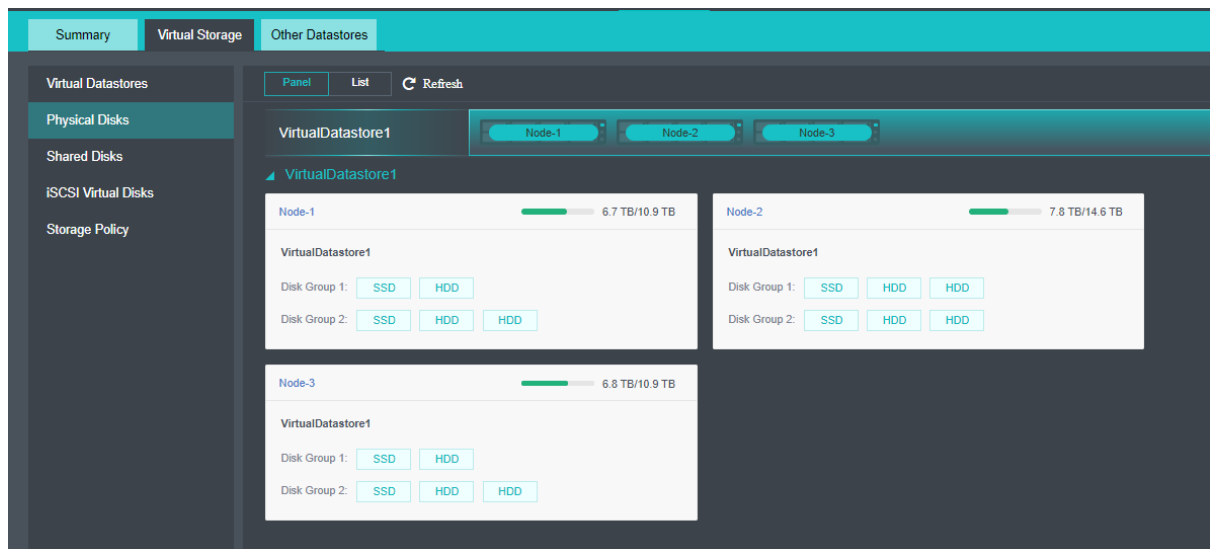 Summary Virtual Storage Other Datastores
Virtual Datastores
Physical Disks
Shared Disks
iSCSI Virtual Disks
Storage Policy
Panel List Refresh
VirtualDatastore1 Node-1 Node-2 Node-3
VirtualDatastore1
Node-1 6.7 TB/10.9 TB
VirtualDatastore1
Disk Group 1: SSD HDD
Disk Group 2: SSD HDD HDD
Node-2 7.8 TB/14.6 TB
VirtualDatastore1
Disk Group 1: SSD HDD HDD
Disk Group 2: SSD HDD HDD
Node-3 6.8 TB/10.9 TB
VirtualDatastore1
Disk Group 1: SSD HDD
Disk Group 2: SSD HDD HDD